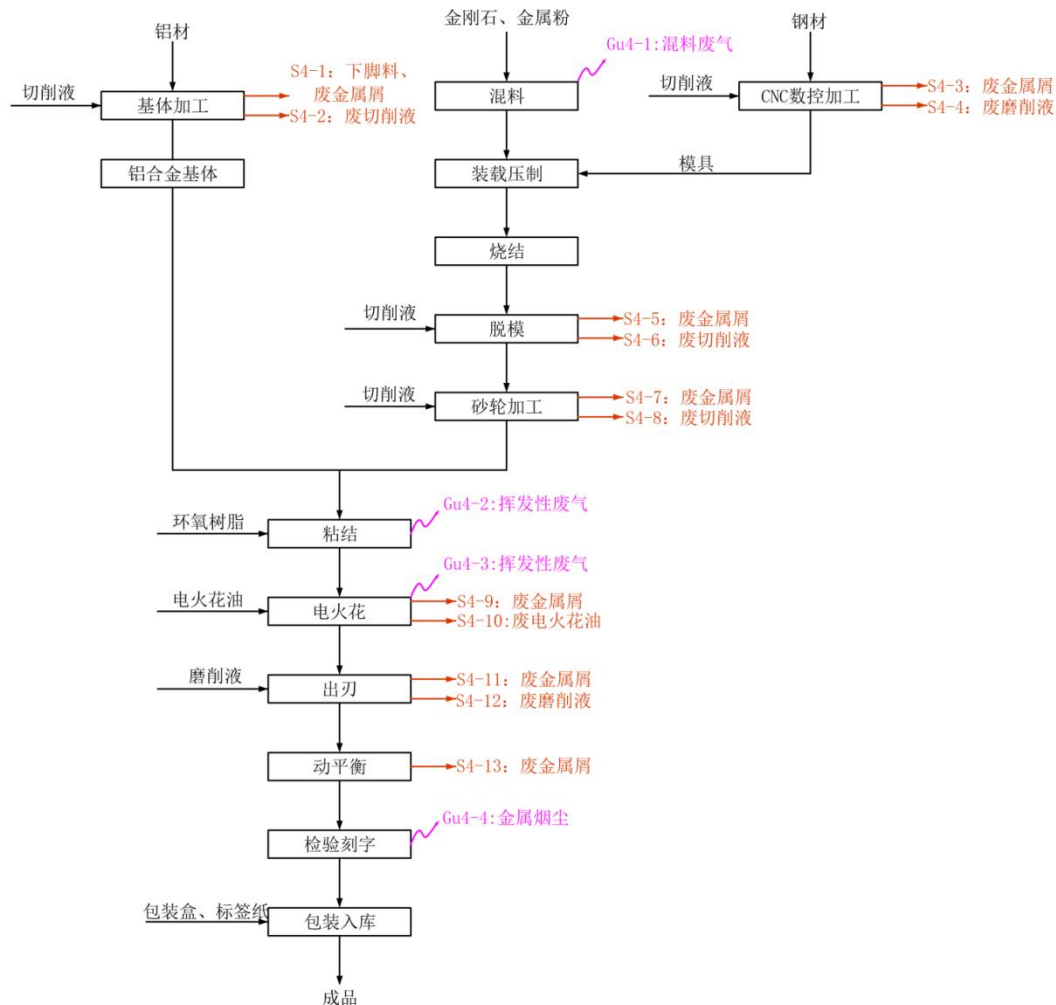 铝材
金刚石、金属粉
钢材
Gu4-1:混料废气
S4-1: 下脚料、
废金属屑
切削液
基体加工
S4-2: 废切削液
混料
切削液
CNC数控加工
S4-3: 废金属屑
S4-4: 废磨削液
铝合金基体
装载压制
模具
烧结
切削液
脱模
S4-5: 废金属屑
S4-6: 废切削液
切削液
砂轮加工
S4-7: 废金属屑
S4-8: 废切削液
Gu4-2:挥发性废气
环氧树脂
粘结
Gu4-3:挥发性废气
电火花油
电火花
S4-9: 废金属屑
S4-10:废电火花油
磨削液
出刃
S4-11: 废金属屑
S4-12: 废磨削液
动平衡
S4-13: 废金属屑
Gu4-4:金属烟尘
检验刻字
包装盒、标签纸
包装入库
成品